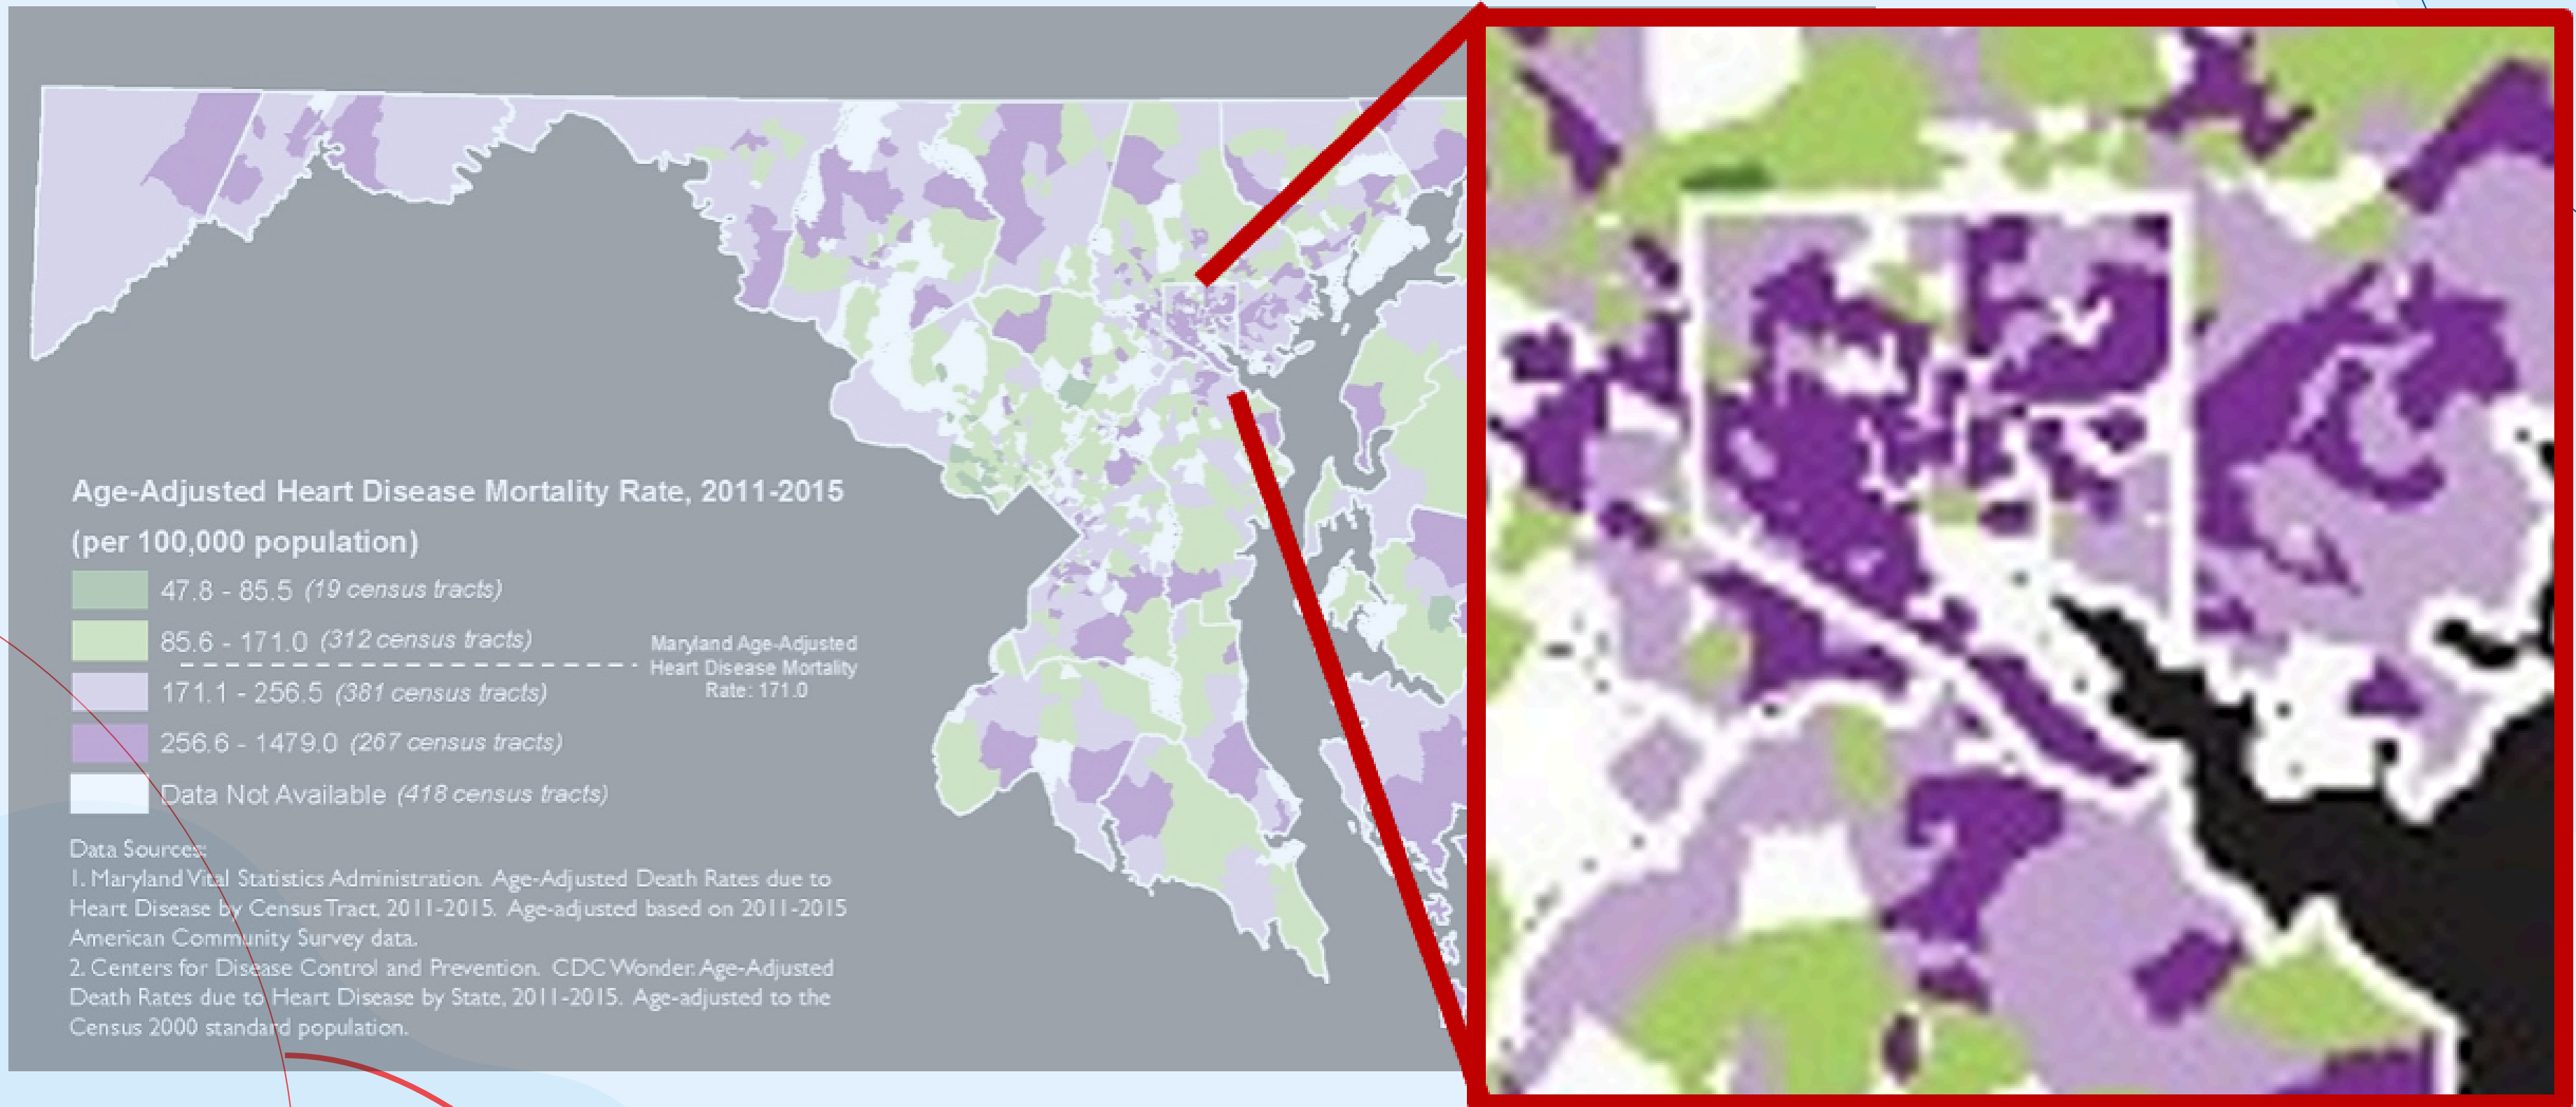 Age-Adjusted Heart Disease Mortality Rate, 2011-2015
(per 100,000 population)
47.8 - 85.5 (19 census tracts)
85.6 - 171.0 (312 census tracts)
Maryland Age-Adjusted
Heart Disease Mortality
Rate: 171.0
171.1 - 256.5 (381 census tracts)
256.6 - 1479.0 (267 census tracts)
Data Not Available (418 census tracts)
Data Sources:
1. Maryland Vital Statistics Administration. Age-Adjusted Death Rates due to
Heart Disease by Census Tract, 2011-2015. Age-adjusted based on 2011-2015
American Community Survey data.
2. Centers for Disease Control and Prevention. CDC Wonder: Age-Adjusted
Death Rates due to Heart Disease by State, 2011-2015. Age-adjusted to the
Census 2000 standard population.